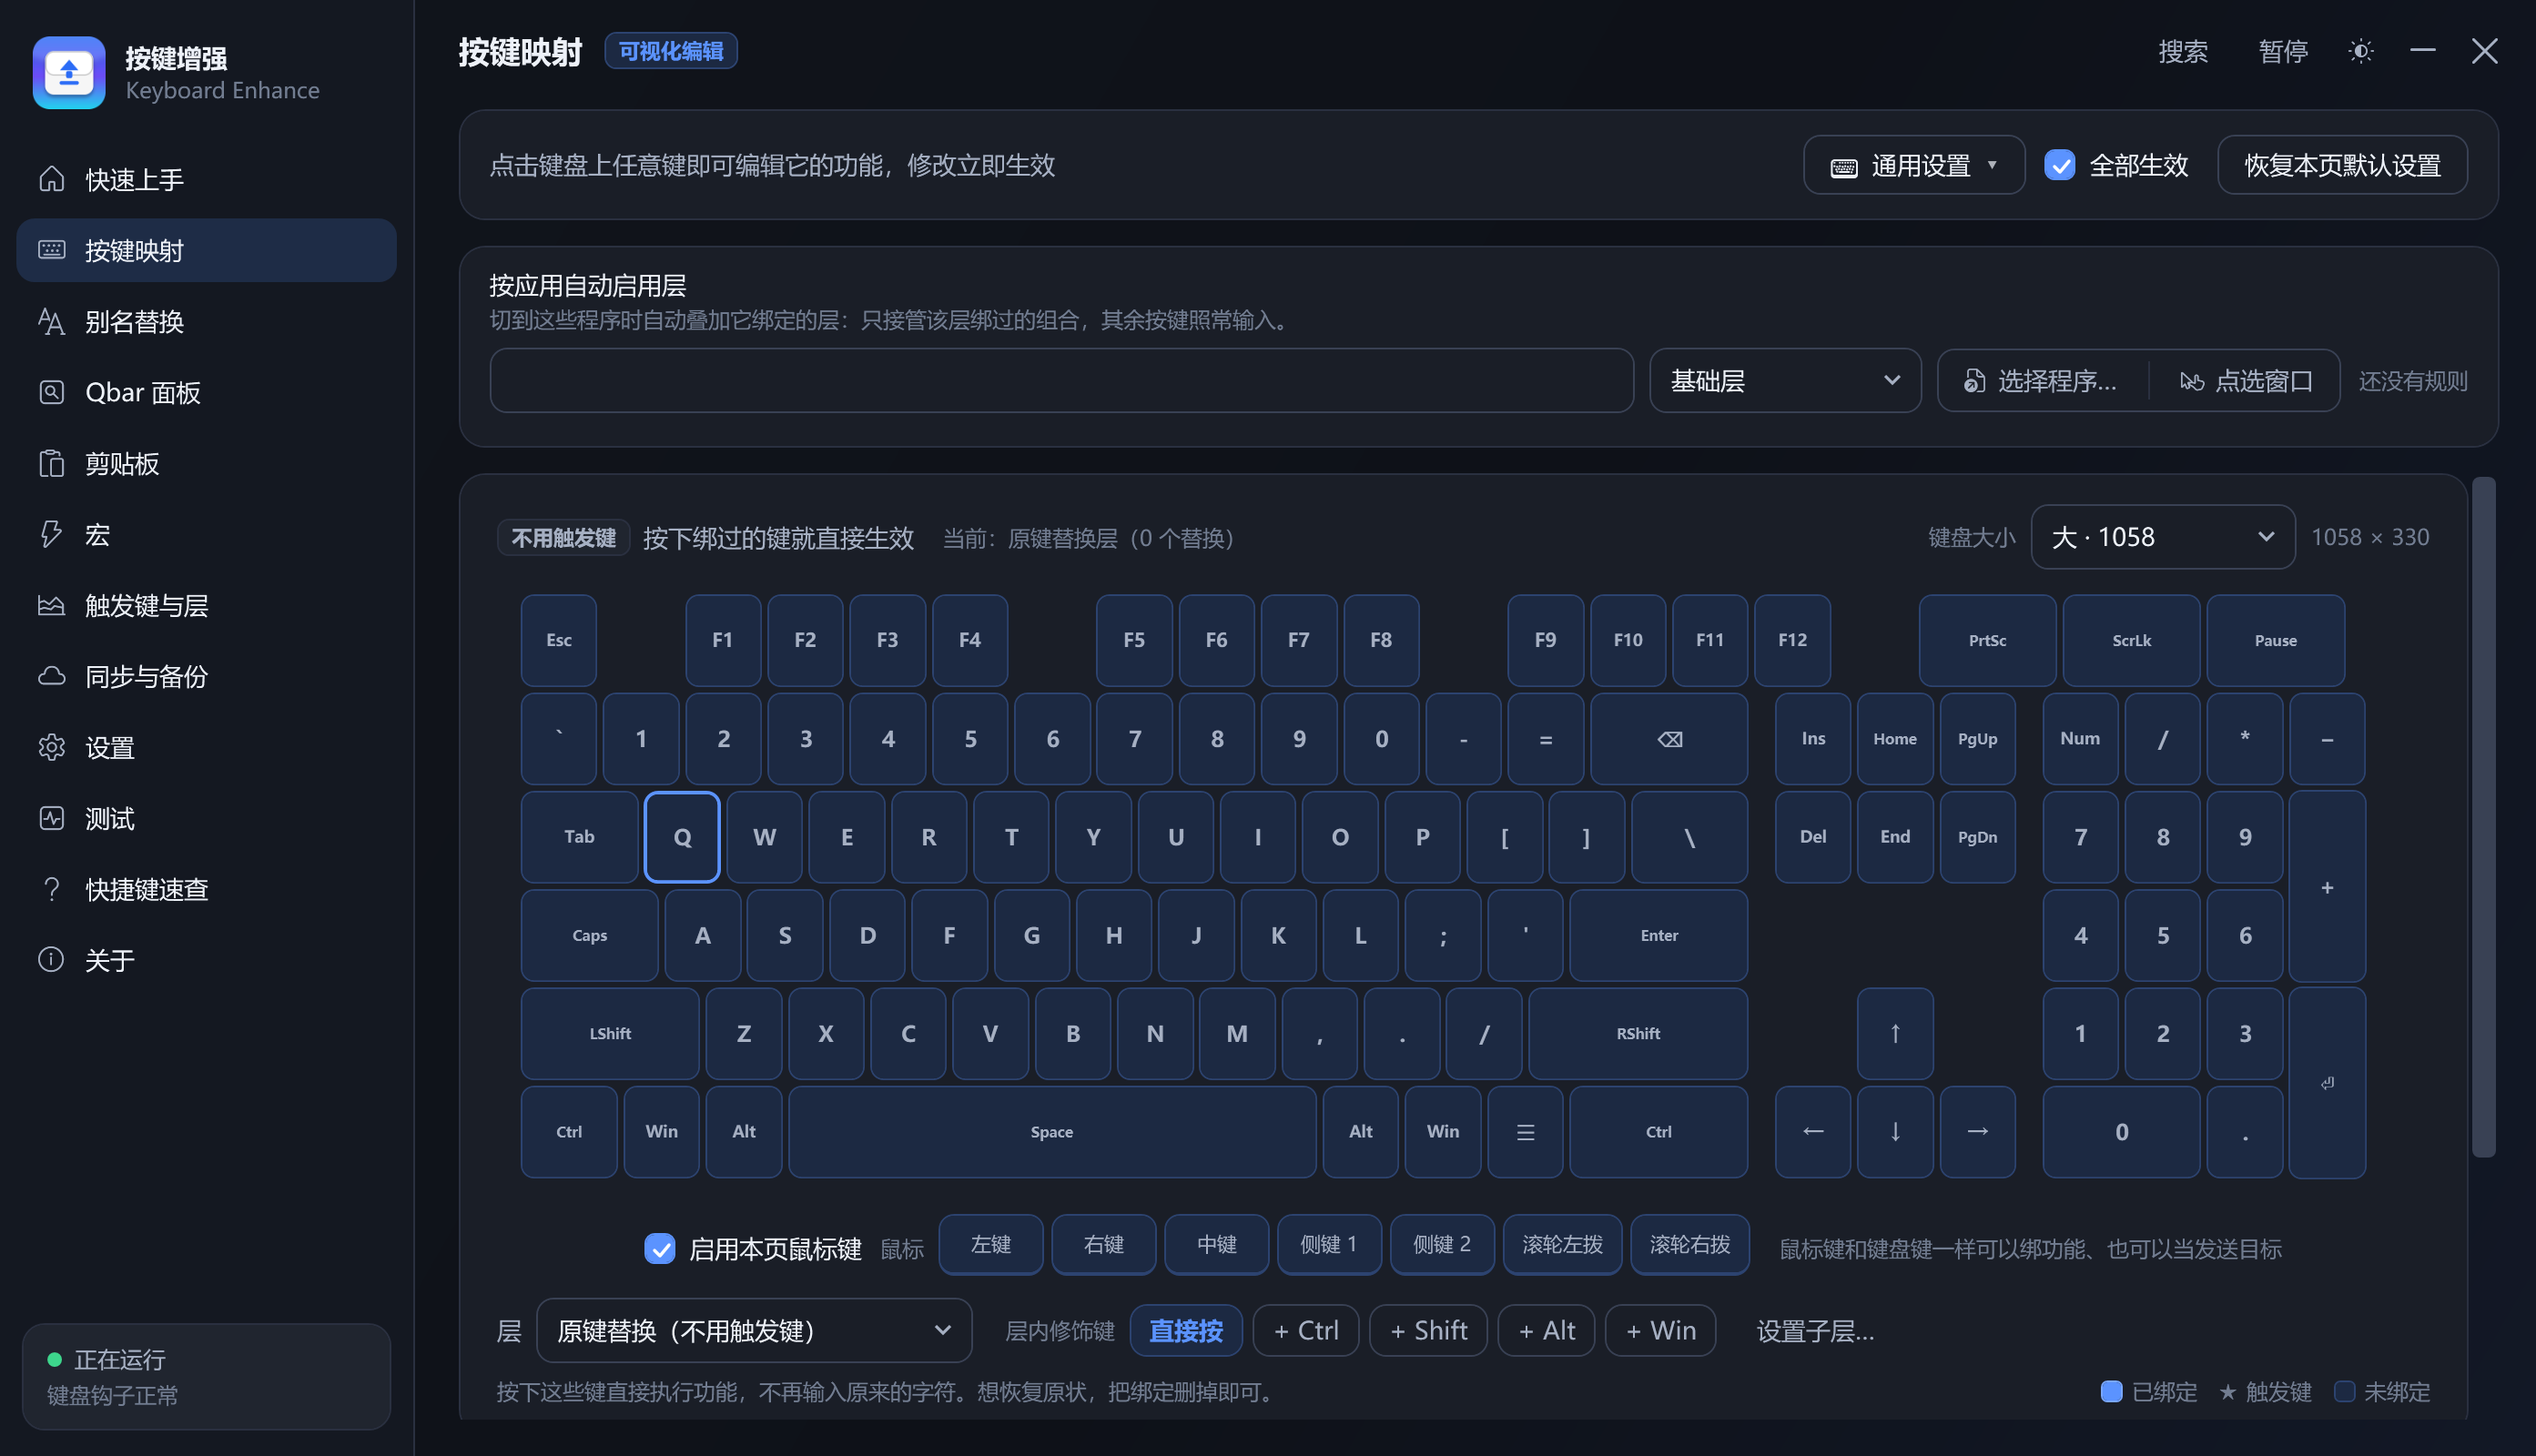 按键增强
Keyboard Enhance
快速上手
按键映射
别名替换
Qbar 面板
剪贴板
宏
触发键与层
同步与备份
设置
测试
快捷键速查
关于
正在运行
键盘钩子正常
按键映射 可视化编辑 搜索 暂停
点击键盘上任意键即可编辑它的功能，修改立即生效 通用设置 全部生效 恢复本页默认设置
按应用自动启用层
切到这些程序时自动叠加它绑定的层：只接管该层绑过的组合，其余按键照常输入。
基础层 选择程序... 点选窗口 还没有规则
不用触发键 按下绑过的键就直接生效 当前：原键替换层（0 个替换） 键盘大小 大 · 1058 1058 × 330
Esc F1 F2 F3 F4 F5 F6 F7 F8 F9 F10 F11 F12 PrtSc ScrLk Pause
` 1 2 3 4 5 6 7 8 9 0 - = ⌫ Ins Home PgUp Num / * −
Tab Q W E R T Y U I O P [ ] \ Del End PgDn 7 8 9 +
Caps A S D F G H J K L ; ' Enter 4 5 6
LShift Z X C V B N M , . / RShift ↑ 1 2 3 ⏎
Ctrl Win Alt Space Alt Win ☰ Ctrl ← ↓ → 0 .
启用本页鼠标键 鼠标 左键 右键 中键 侧键 1 侧键 2 滚轮左拨 滚轮右拨 鼠标键和键盘键一样可以绑功能、也可以当发送目标
层 原键替换（不用触发键） 层内修饰键 直接按 + Ctrl + Shift + Alt + Win 设置子层...
按下这些键直接执行功能，不再输入原来的字符。想恢复原状，把绑定删掉即可。 已绑定 ★ 触发键 未绑定